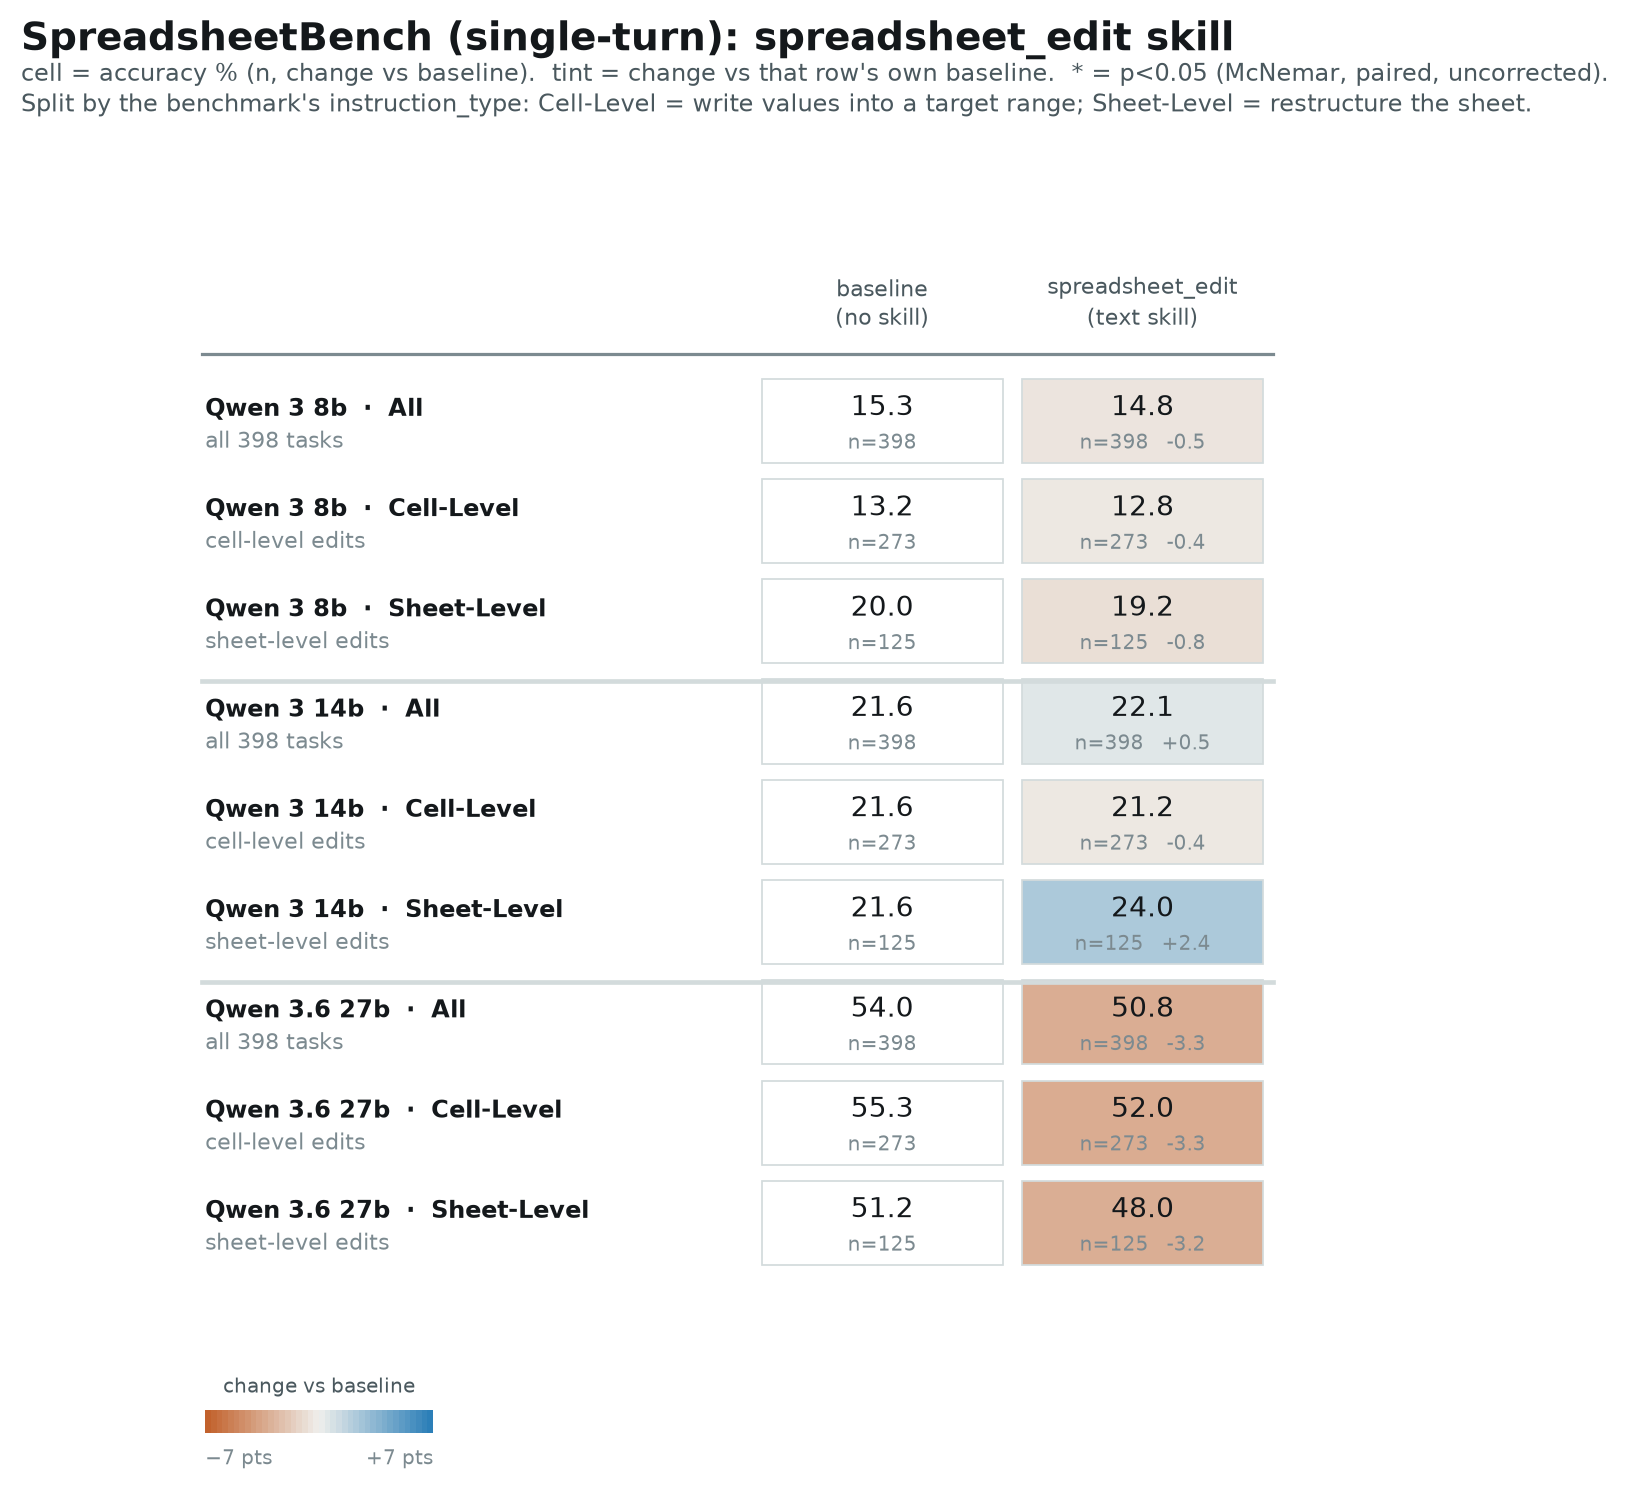 SpreadsheetBench (single-turn): spreadsheet_edit skill
cell = accuracy % (n, change vs baseline).  tint = change vs that row's own baseline.  * = p<0.05 (McNemar, paired, uncorrected).
Split by the benchmark's instruction_type: Cell-Level = write values into a target range; Sheet-Level = restructure the sheet.
baseline
(no skill)
spreadsheet_edit
(text skill)
Qwen 3 8b · All
all 398 tasks
15.3
n=398
14.8
n=398 -0.5
Qwen 3 8b · Cell-Level
cell-level edits
13.2
n=273
12.8
n=273 -0.4
Qwen 3 8b · Sheet-Level
sheet-level edits
20.0
n=125
19.2
n=125 -0.8
Qwen 3 14b · All
all 398 tasks
21.6
n=398
22.1
n=398 +0.5
Qwen 3 14b · Cell-Level
cell-level edits
21.6
n=273
21.2
n=273 -0.4
Qwen 3 14b · Sheet-Level
sheet-level edits
21.6
n=125
24.0
n=125 +2.4
Qwen 3.6 27b · All
all 398 tasks
54.0
n=398
50.8
n=398 -3.3
Qwen 3.6 27b · Cell-Level
cell-level edits
55.3
n=273
52.0
n=273 -3.3
Qwen 3.6 27b · Sheet-Level
sheet-level edits
51.2
n=125
48.0
n=125 -3.2
change vs baseline
−7 pts
+7 pts